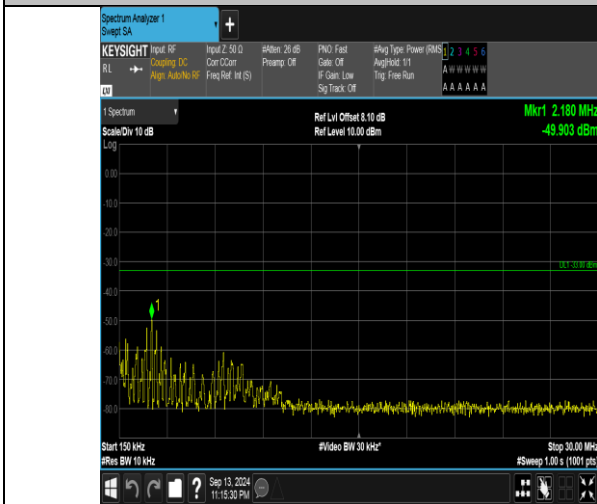 Spectrum Analyzer 1
Swept SA
+
KEYSIGHT
RL
Input: RF
Coupling: DC
Align: Auto/No RF
Input Z: 50 Ω
Corr CCorr
Freq Ref: Int (S)
#Atten: 26 dB
Preamp: Off
PNO: Fast
Gate: Off
IF Gain: Low
Sig Track: Off
#Avg Type: Power (RMS)
Avg|Hold: 1/1
Trig: Free Run
1 2 3 4 5 6
A W W W W W
A A A A A A
1 Spectrum
Scale/Div 10 dB
Log
Ref Lvl Offset 8.10 dB
Ref Level 10.00 dBm
Mkr1 2.180 MHz
-49.903 dBm
0.00
-10.0
-20.0
-30.0
DL1 -33.00 dBm
-40.0
1
-50.0
-60.0
-70.0
-80.0
Start 150 kHz
#Res BW 10 kHz
#Video BW 30 kHz*
Stop 30.00 MHz
#Sweep 1.00 s (1001 pts)
?
Sep 13, 2024
11:15:30 PM